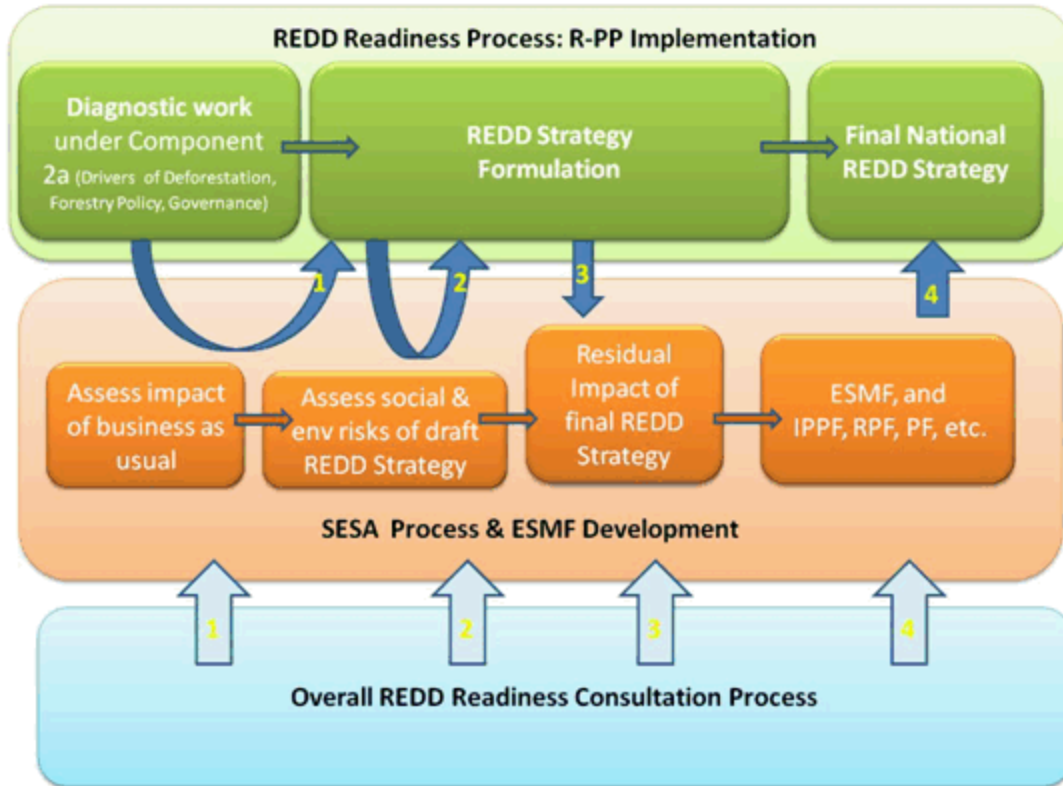 REDD Readiness Process: R-PP Implementation
Diagnostic work
under Component
2a (Drivers of Deforestation,
Forestry Policy, Governance)
REDD Strategy
Formulation
Final National
REDD Strategy
1
2
3
4
Assess impact
of business as
usual
Assess social &
env risks of draft
REDD Strategy
Residual
Impact of
final REDD
Strategy
ESMF, and
IPPF, RPF, PF, etc.
SESA Process & ESMF Development
1
2
3
4
Overall REDD Readiness Consultation Process